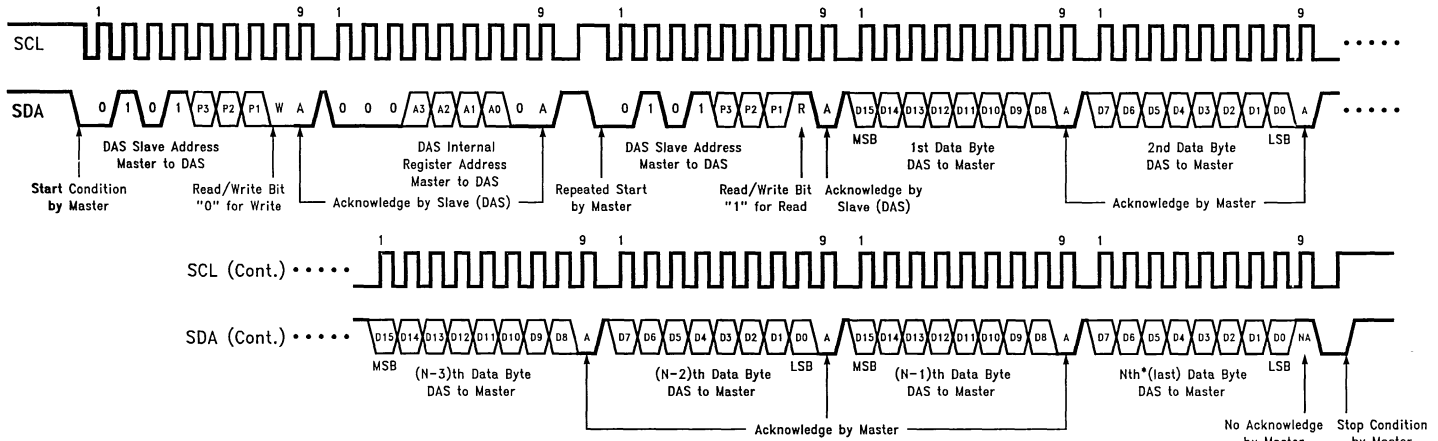 1 9 1 9 1 9 1 9 1 9
SCL
SDA 0 1 0 1 P3 P2 P1 W A 0 0 0 A3 A2 A1 A0 0 A 0 1 0 1 P3 P2 P1 R A D15 D14 D13 D12 D11 D10 D9 D8 A D7 D6 D5 D4 D3 D2 D1 D0 A
MSB LSB
DAS Slave Address
Master to DAS
DAS Internal
Register Address
Master to DAS
DAS Slave Address
Master to DAS
1st Data Byte
DAS to Master
2nd Data Byte
DAS to Master
Start Condition
by Master
Read/Write Bit
"0" for Write
Acknowledge by Slave (DAS)
Repeated Start
by Master
Read/Write Bit
"1" for Read
Acknowledge by
Slave (DAS)
Acknowledge by Master
1 9 1 9 1 9 1 9
SCL (Cont.)
SDA (Cont.) D15 D14 D13 D12 D11 D10 D9 D8 A D7 D6 D5 D4 D3 D2 D1 D0 A D15 D14 D13 D12 D11 D10 D9 D8 A D7 D6 D5 D4 D3 D2 D1 D0 NA
MSB LSB MSB LSB
(N-3)th Data Byte
DAS to Master
(N-2)th Data Byte
DAS to Master
(N-1)th Data Byte
DAS to Master
Nth*(last) Data Byte
DAS to Master
Acknowledge by Master
No Acknowledge
by Master
Stop Condition
by Master